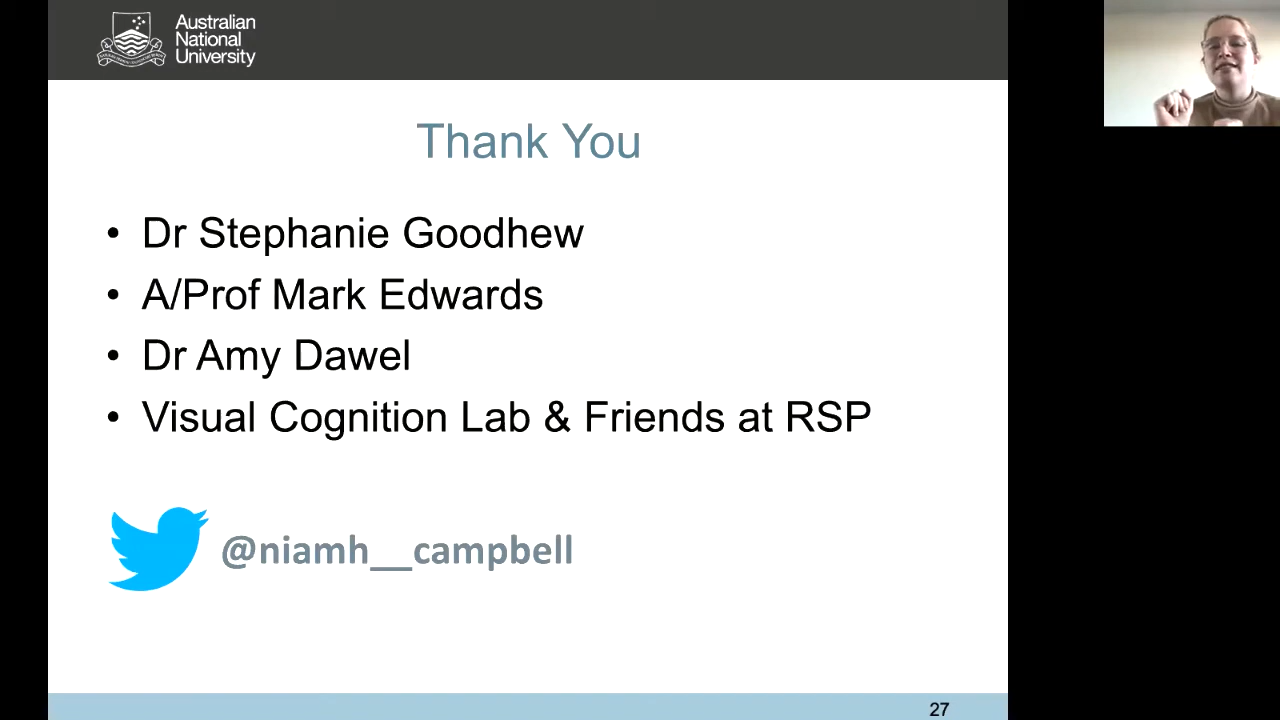 Australian
National
University
Thank You
• Dr Stephanie Goodhew
• A/Prof Mark Edwards
• Dr Amy Dawel
• Visual Cognition Lab & Friends at RSP
@niamh__campbell
27